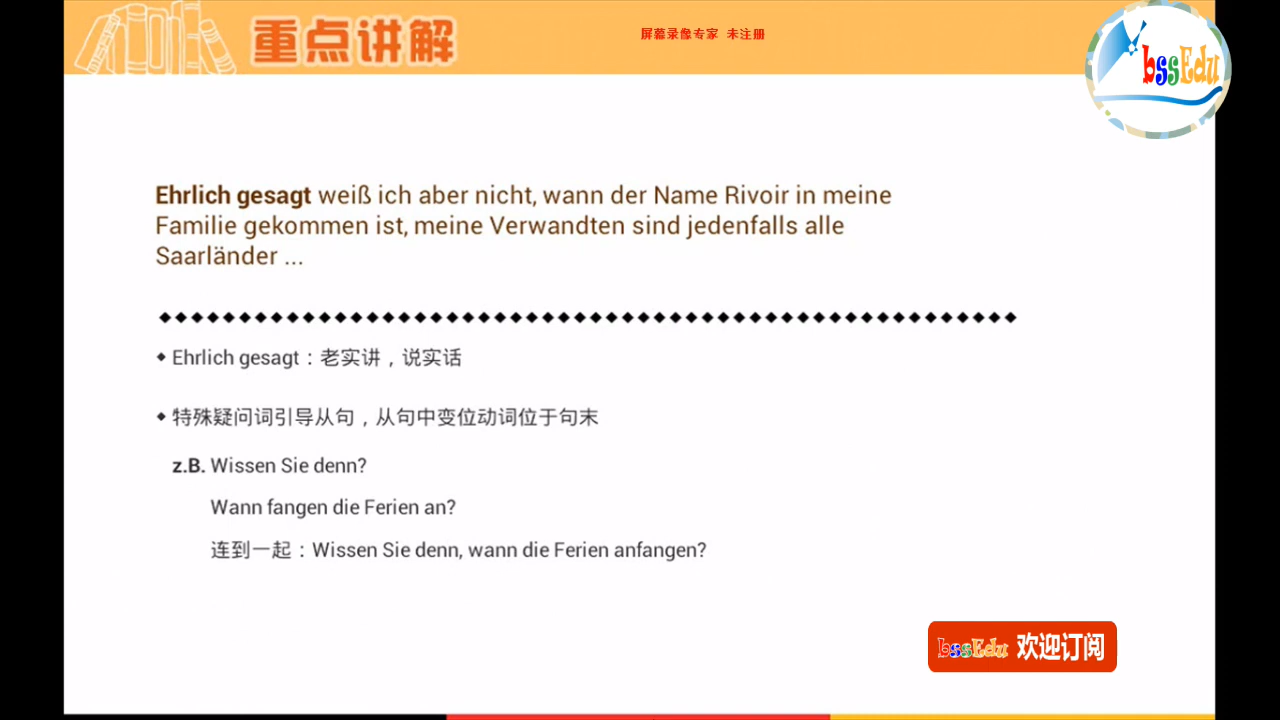 重点讲解
屏幕录像专家 未注册
bssEdu
Ehrlich gesagt weiß ich aber nicht, wann der Name Rivoir in meine
Familie gekommen ist, meine Verwandten sind jedenfalls alle
Saarländer ...
Ehrlich gesagt：老实讲，说实话
特殊疑问词引导从句，从句中变位动词位于句末
z.B. Wissen Sie denn?
Wann fangen die Ferien an?
连到一起：Wissen Sie denn, wann die Ferien anfangen?
bssEdu 欢迎订阅